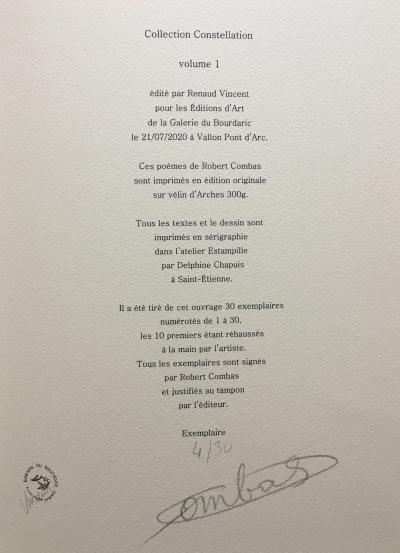 Collection Constellation
volume 1
édité par Renaud Vincent
pour les Éditions d'Art
de la Galerie du Bourdaric
le 21/07/2020 à Vallon Pont d'Arc.
Ces poèmes de Robert Combas
sont imprimés en édition originale
sur vélin d'Arches 300g.
Tous les textes et le dessin sont
imprimés en sérigraphie
dans l'atelier Estampille
par Delphine Chapuis
à Saint-Étienne.
Il a été tiré de cet ouvrage 30 exemplaires
numérotés de 1 à 30,
les 10 premiers étant réhaussés
à la main par l'artiste.
Tous les exemplaires sont signés
par Robert Combas
et justifiés au tampon
par l'éditeur.
Exemplaire
4/30
Combas